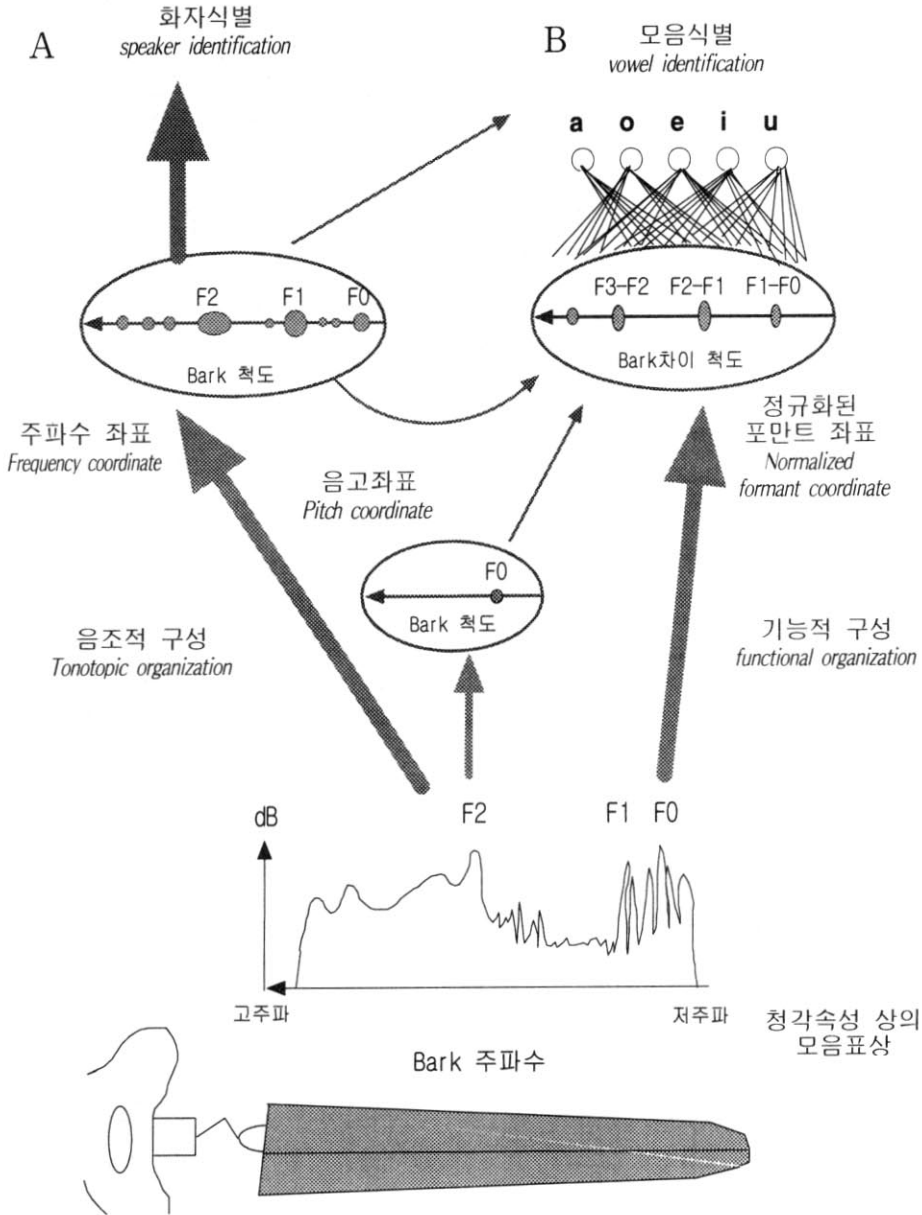 A
화자식별
speaker identification
B
모음식별
vowel identification
a o e i u
F2 F1 F0
Bark 척도
F3-F2 F2-F1 F1-F0
Bark차이 척도
주파수 좌표
Frequency coordinate
음고좌표
Pitch coordinate
정규화된
포만트 좌표
Normalized
formant coordinate
F0
Bark 척도
음조적 구성
Tonotopic organization
기능적 구성
functional organization
dB
F2 F1 F0
고주파
저주파
청각속성 상의
모음표상
Bark 주파수